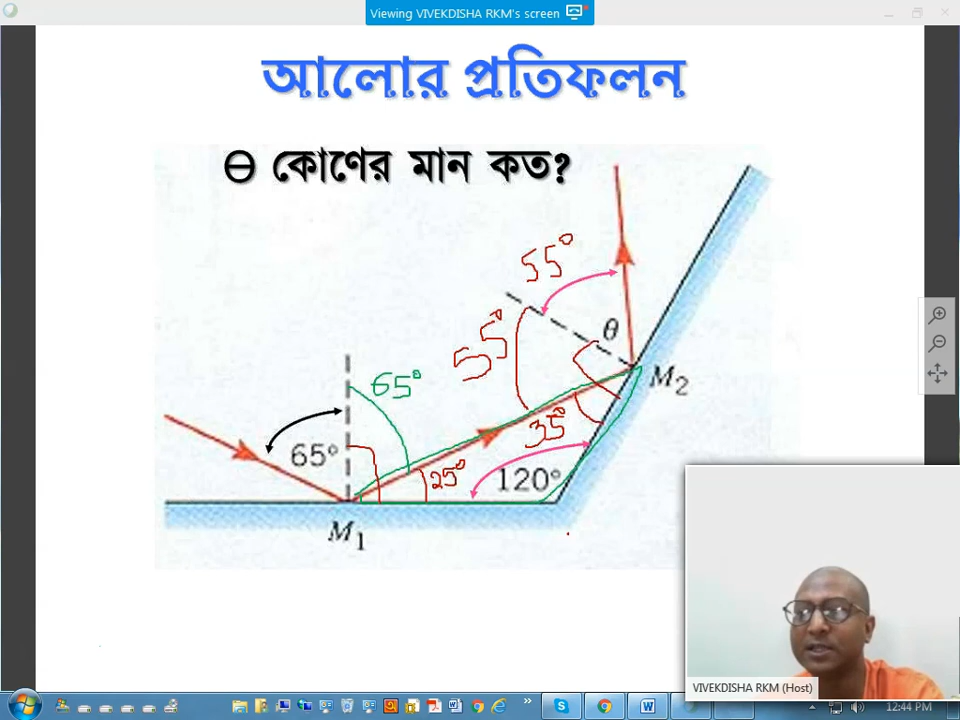 Viewing VIVEKDISHA RKM's screen
আলোর প্রতিফলন
Θ কোণের মান কত?
55°
θ
55°
M2
65°
35°
65°
25°
120°
M1
VIVEKDISHA RKM (Host)
12:44 PM